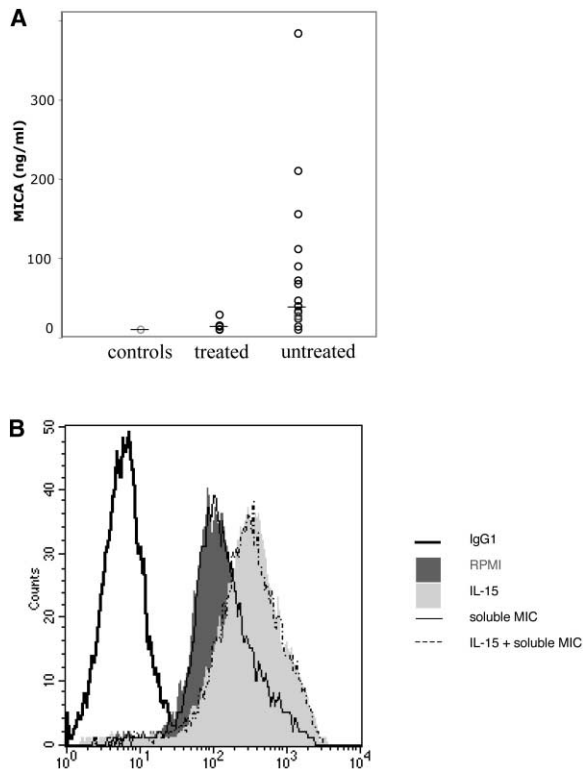 A
MICA (ng/ml)
300
200
100
0
controls treated untreated
B
Counts
50
40
30
20
10
0
10^0 10^1 10^2 10^3 10^4
IgG1
RPMI
IL-15
soluble MIC
IL-15 + soluble MIC